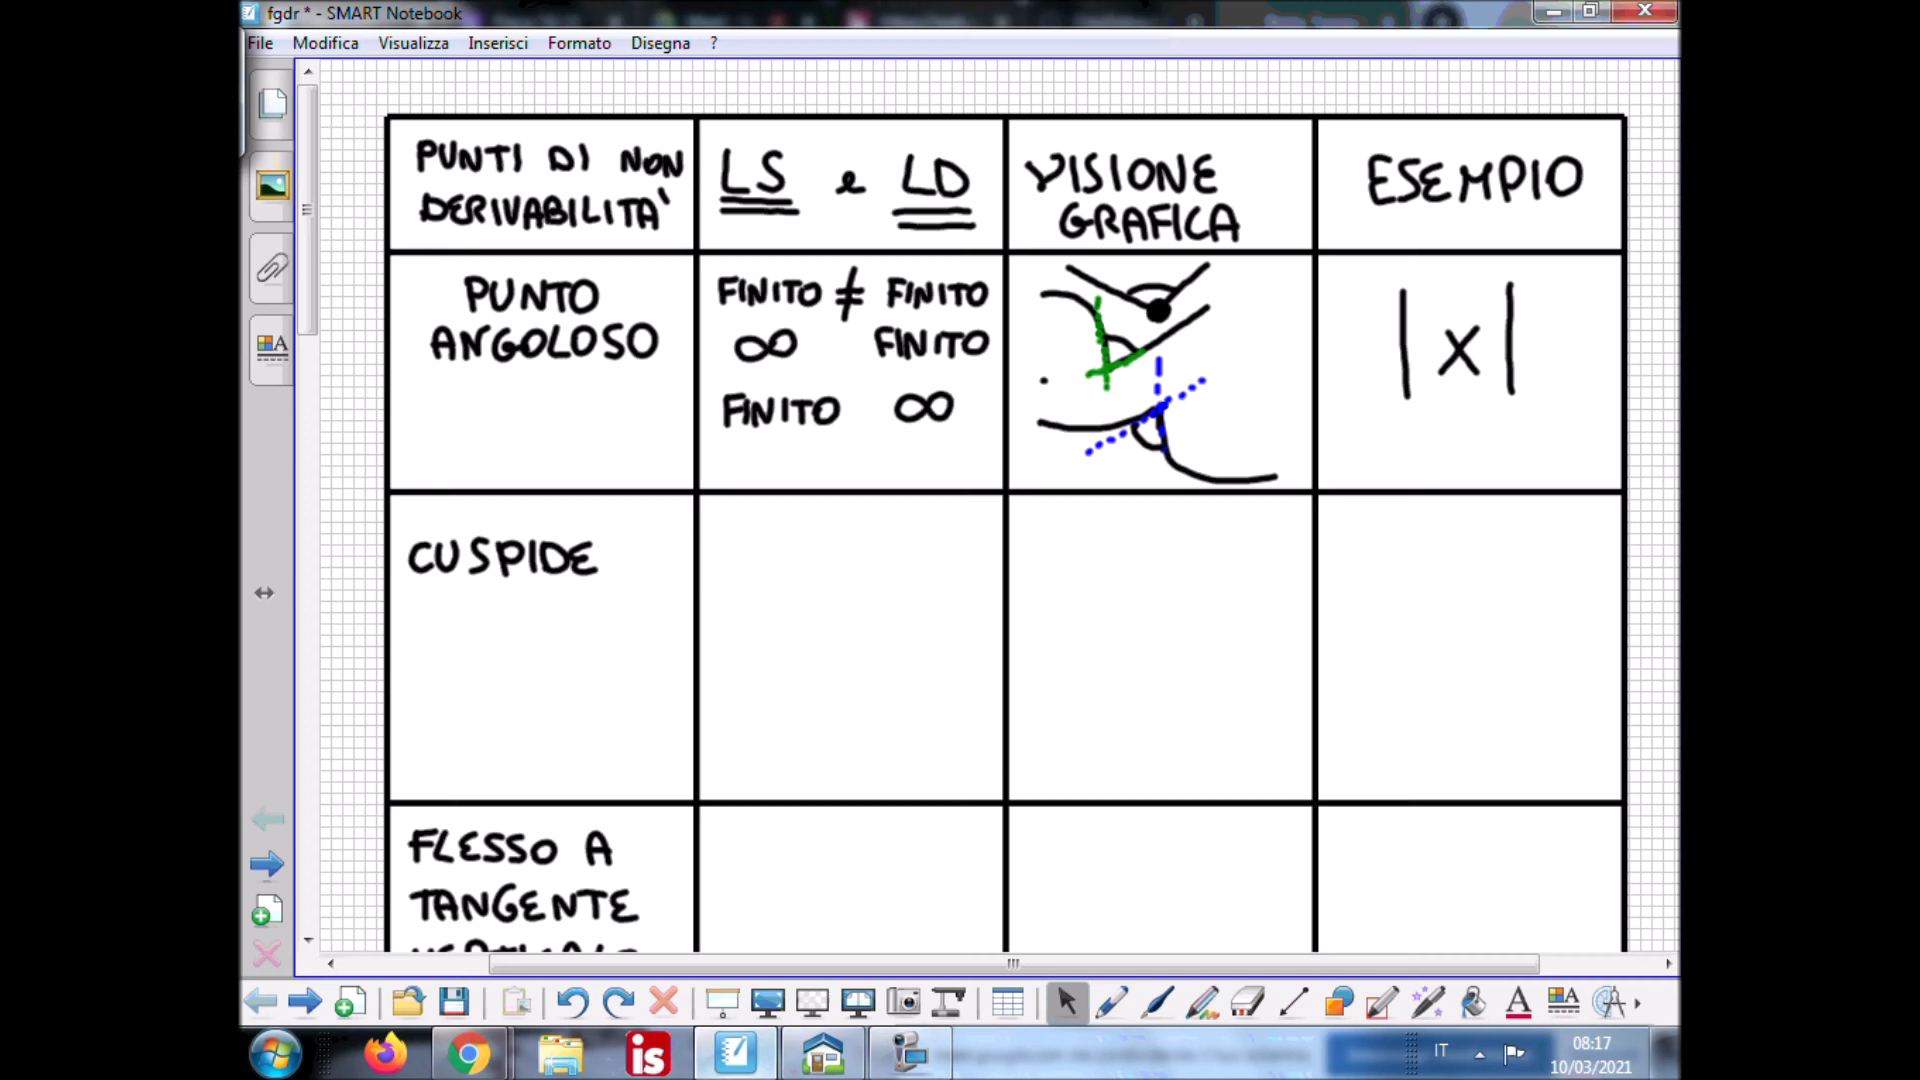 fgdr * - SMART Notebook
File Modifica Visualizza Inserisci Formato Disegna ?
PUNTI DI NON
DERIVABILITA'
LS e LD
VISIONE
GRAFICA
ESEMPIO
PUNTO
ANGOLOSO
FINITO ≠ FINITO
∞ FINITO
FINITO ∞
|x|
CUSPIDE
FLESSO A
TANGENTE
IT
08:17
10/03/2021